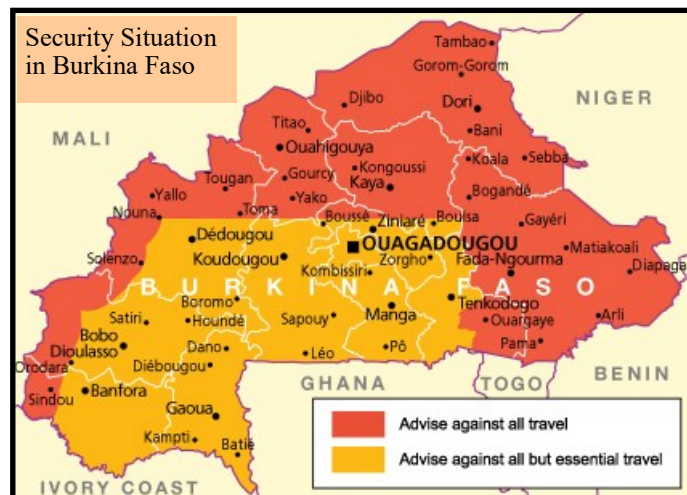 Security Situation
in Burkina Faso
Tambao
Gorom-Gorom
NIGER
Djibo
Dori
MALI
Titao
Bani
Ouahigouya
Koala
Sebba
Kongoussi
Tougan
Gourcy
Kaya
Yallo
Yako
Bogandé
Nouna
Toma
Boussè
Ziniaré
Bouisa
Gayéri
Dédougou
OUAGADOUGOU
Matiakoali
Solenzo
Koudougou
Zorgho
Fada-Ngourma
Diapaga
Kombissiri
BURKINA FASO
Boromo
Tenkodogo
Satiri
Houndé
Sapouy
Manga
Ouargaye
Arli
Bobo
Dioulasso
Dano
Léo
Pô
Pama
Orodara
Diébougou
BENIN
Sindou
Banfora
GHANA
TOGO
Gaoua
Advise against all travel
Kampti
Batié
Advise against all but essential travel
IVORY COAST